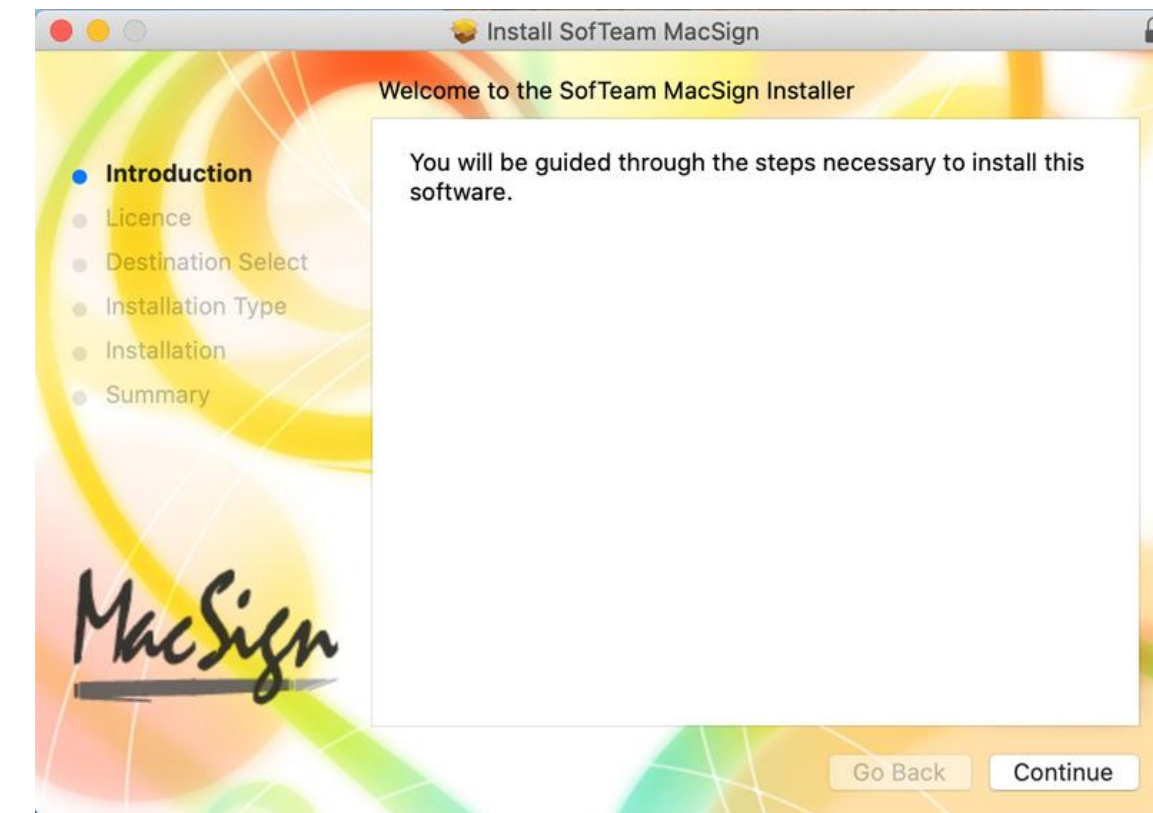 Install SofTeam MacSign
Welcome to the SofTeam MacSign Installer
Introduction
Licence
Destination Select
Installation Type
Installation
Summary
You will be guided through the steps necessary to install this
software.
MacSign
Go Back
Continue